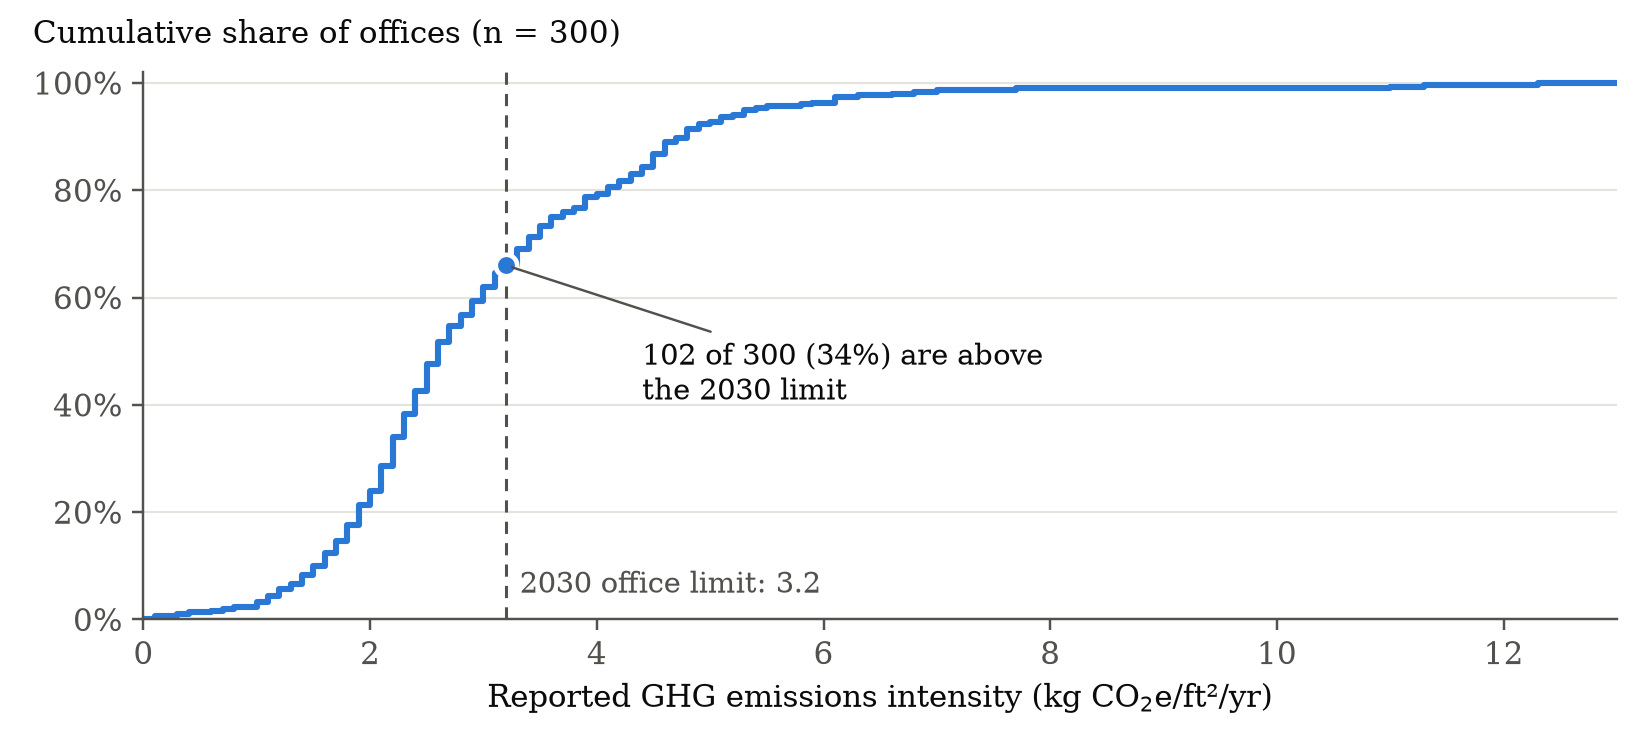 Cumulative share of offices (n = 300)
100%
80%
60%
40%
20%
0%
102 of 300 (34%) are above
the 2030 limit
2030 office limit: 3.2
0 2 4 6 8 10 12
Reported GHG emissions intensity (kg CO₂e/ft²/yr)